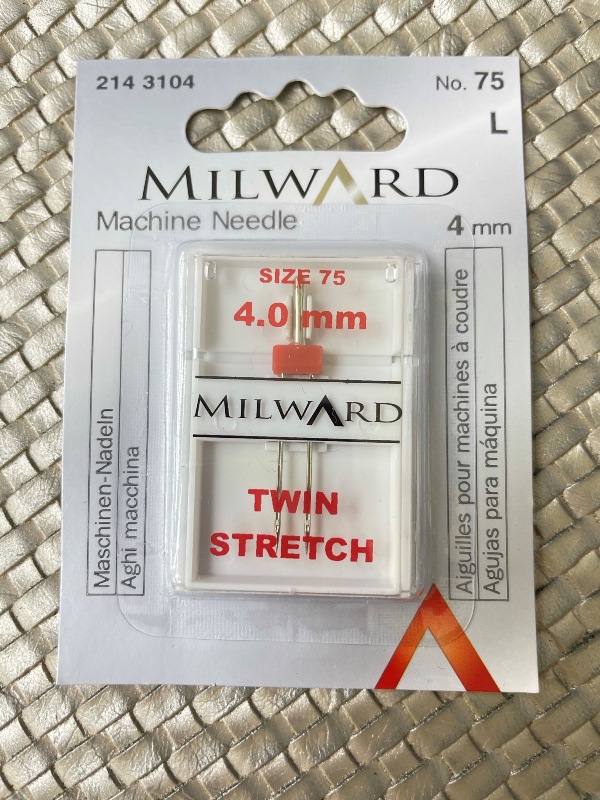 214 3104
No. 75
L
MILWARD
Machine Needle
4 mm
SIZE 75
4.0 mm
MILWARD
TWIN
STRETCH
Maschinen-Nadeln
Aghi macchina
Aiguilles pour machines à coudre
Agujas para máquina